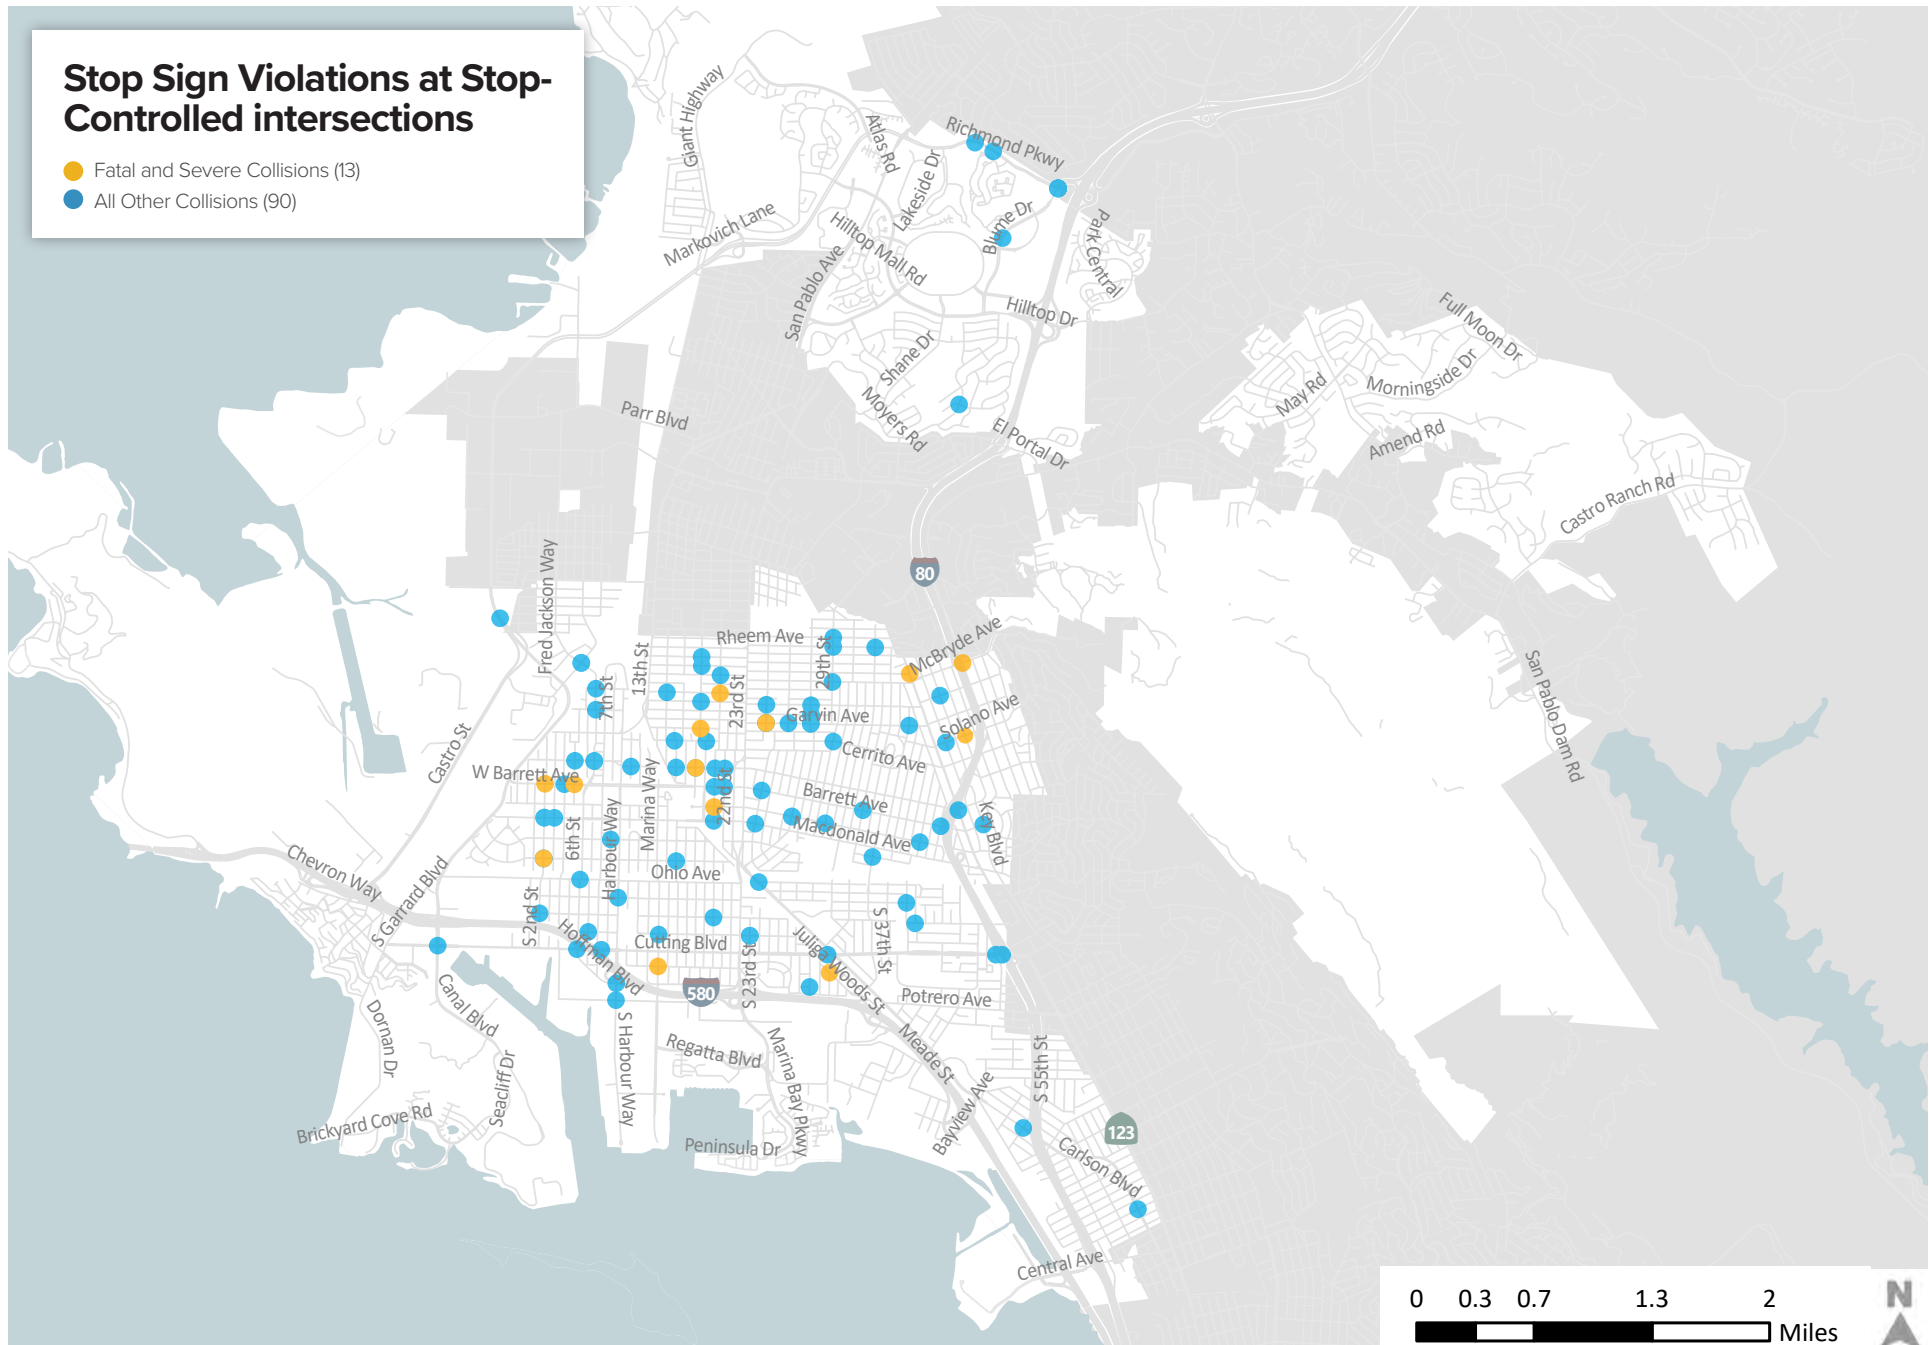 Stop Sign Violations at Stop-
Controlled intersections
Fatal and Severe Collisions (13)
All Other Collisions (90)
Giant Highway
Atlas Rd
Richmond Pkwy
Lakeside Dr
Markovich Lane
Hilltop Mall Rd
Blume Dr
Park Central
San Pablo Ave
Hilltop Dr
Full Moon Dr
Shane Dr
Morningside Dr
May Rd
Moyers Rd
Parr Blvd
El Portal Dr
Amend Rd
Castro Ranch Rd
80
Fred Jackson Way
Rheem Ave
McBryde Ave
29th St
13th St
7th St
23rd St
Garvin Ave
Solano Ave
San Pablo Dam Rd
Castro St
Cerrito Ave
W Barrett Ave
Marina Way
22nd St
Barrett Ave
Key Blvd
Macdonald Ave
6th St
Harbour Way
Chevron Way
Ohio Ave
S Garrard Blvd
S 2nd St
S 37th St
Hoffman Blvd
Cutting Blvd
Juliga Woods St
S 23rd St
580
Potrero Ave
Canal Blvd
Dornan Dr
S Harbour Way
Regatta Blvd
Marina Bay Pkwy
Meade St
S 55th St
Seacliff Dr
Bayview Ave
Brickyard Cove Rd
Peninsula Dr
123
Carlson Blvd
Central Ave
0 0.3 0.7 1.3 2
Miles
N